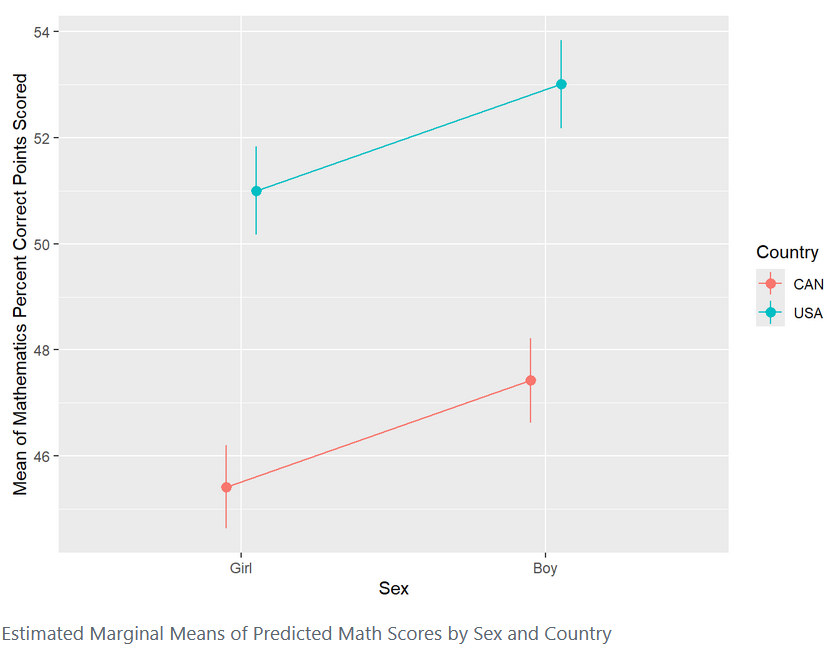 Mean of Mathematics Percent Correct Points Scored
54
52
50
48
46
Girl
Boy
Sex
Country
CAN
USA
Estimated Marginal Means of Predicted Math Scores by Sex and Country